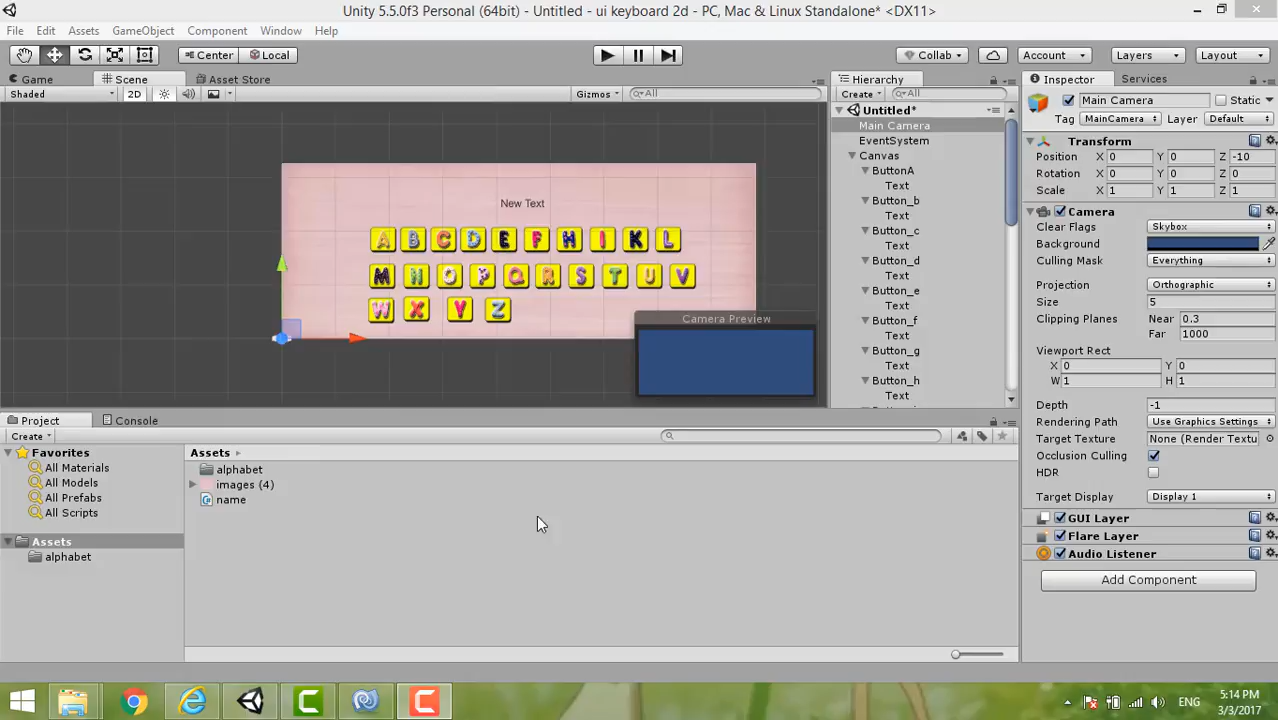 Unity 5.5.0f3 Personal (64bit) - Untitled - ui keyboard 2d - PC, Mac & Linux Standalone* <DX11>
File Edit Assets GameObject Component Window Help
Center Local Collab Account Layers Layout
Game Scene Asset Store
Shaded 2D Gizmos All
New Text
A B C D E F H I K L
M N O P Q R S T U V
W X Y Z
Camera Preview
Hierarchy
Create All
Untitled*
Main Camera
EventSystem
Canvas
ButtonA
Text
Button_b
Text
Button_c
Text
Button_d
Text
Button_e
Text
Button_f
Text
Button_g
Text
Button_h
Text
Inspector Services
Main Camera Static
Tag MainCamera Layer Default
Transform
Position X 0 Y 0 Z -10
Rotation X 0 Y 0 Z 0
Scale X 1 Y 1 Z 1
Camera
Clear Flags Skybox
Background
Culling Mask Everything
Projection Orthographic
Size 5
Clipping Planes Near 0.3
Far 1000
Viewport Rect
X 0 Y 0
W 1 H 1
Depth -1
Rendering Path Use Graphics Settings
Target Texture None (Render Textu
Occlusion Culling
HDR
Target Display Display 1
GUI Layer
Flare Layer
Audio Listener
Add Component
Project Console
Create
Favorites
All Materials
All Models
All Prefabs
All Scripts
Assets
alphabet
Assets
alphabet
images (4)
name
ENG
5:14 PM
3/3/2017